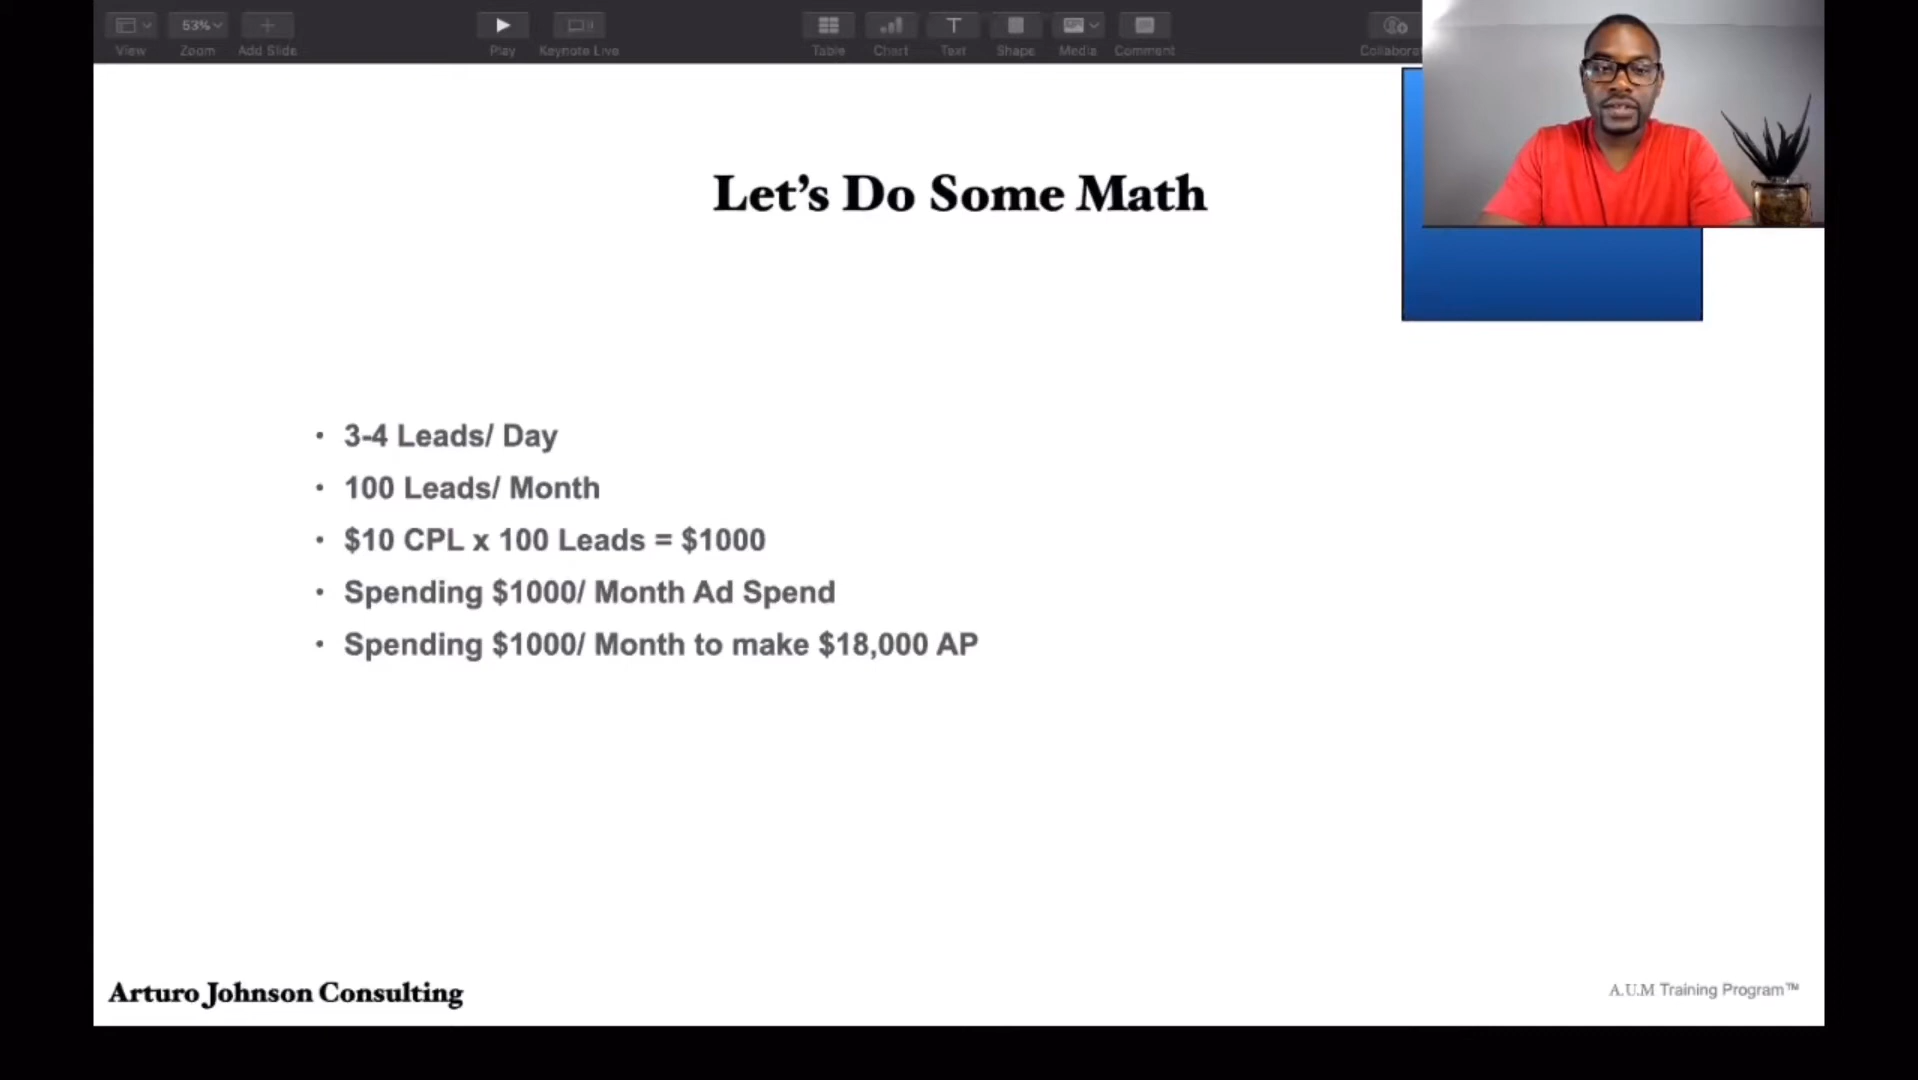 53%
View Zoom Add Slide Play Keynote Live Table Chart Text Shape Media Comment Collabora
Let's Do Some Math
• 3-4 Leads/ Day
• 100 Leads/ Month
• $10 CPL x 100 Leads = $1000
• Spending $1000/ Month Ad Spend
• Spending $1000/ Month to make $18,000 AP
Arturo Johnson Consulting
A.U.M Training Program™